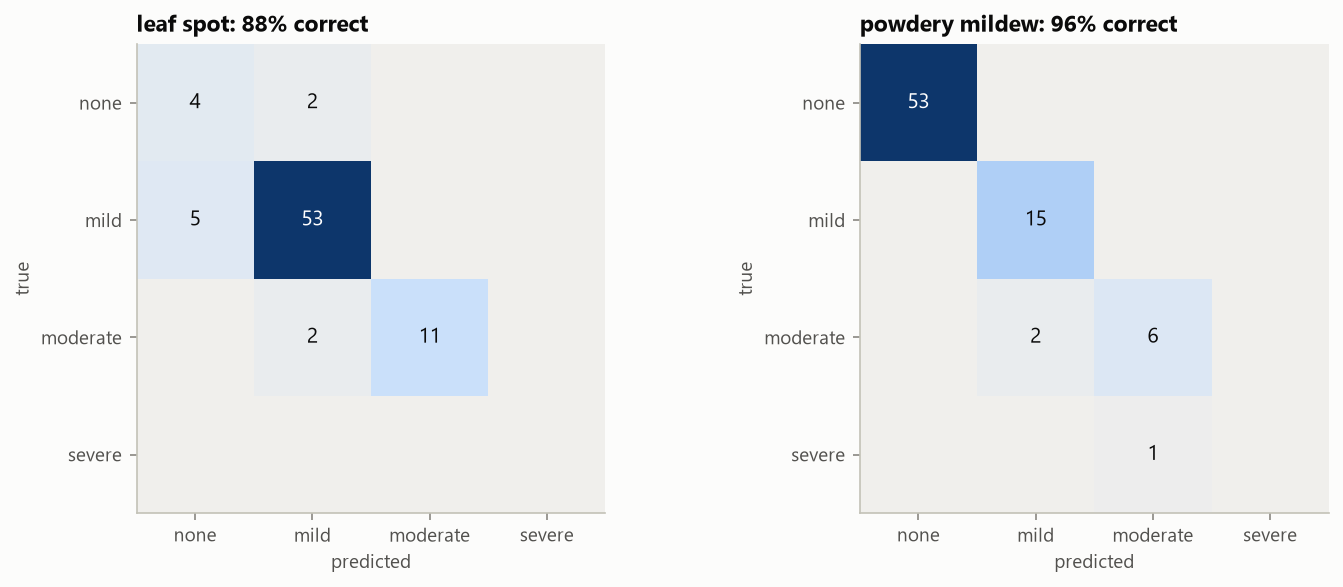 leaf spot: 88% correct
true
none 4 2
mild 5 53
moderate 2 11
severe
none mild moderate severe
predicted
powdery mildew: 96% correct
true
none 53
mild 15
moderate 2 6
severe 1
none mild moderate severe
predicted